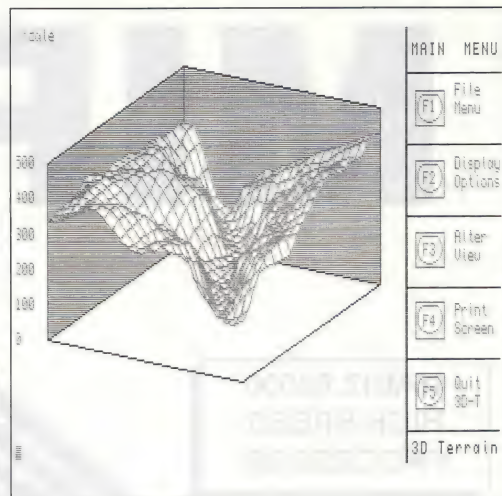 MAIN MENU
F1
File
Menu
F2
Display
Options
F3
Alter
View
F4
Print
Screen
F5
Quit
3D-T
3D Terrain
500
400
300
200
100
0